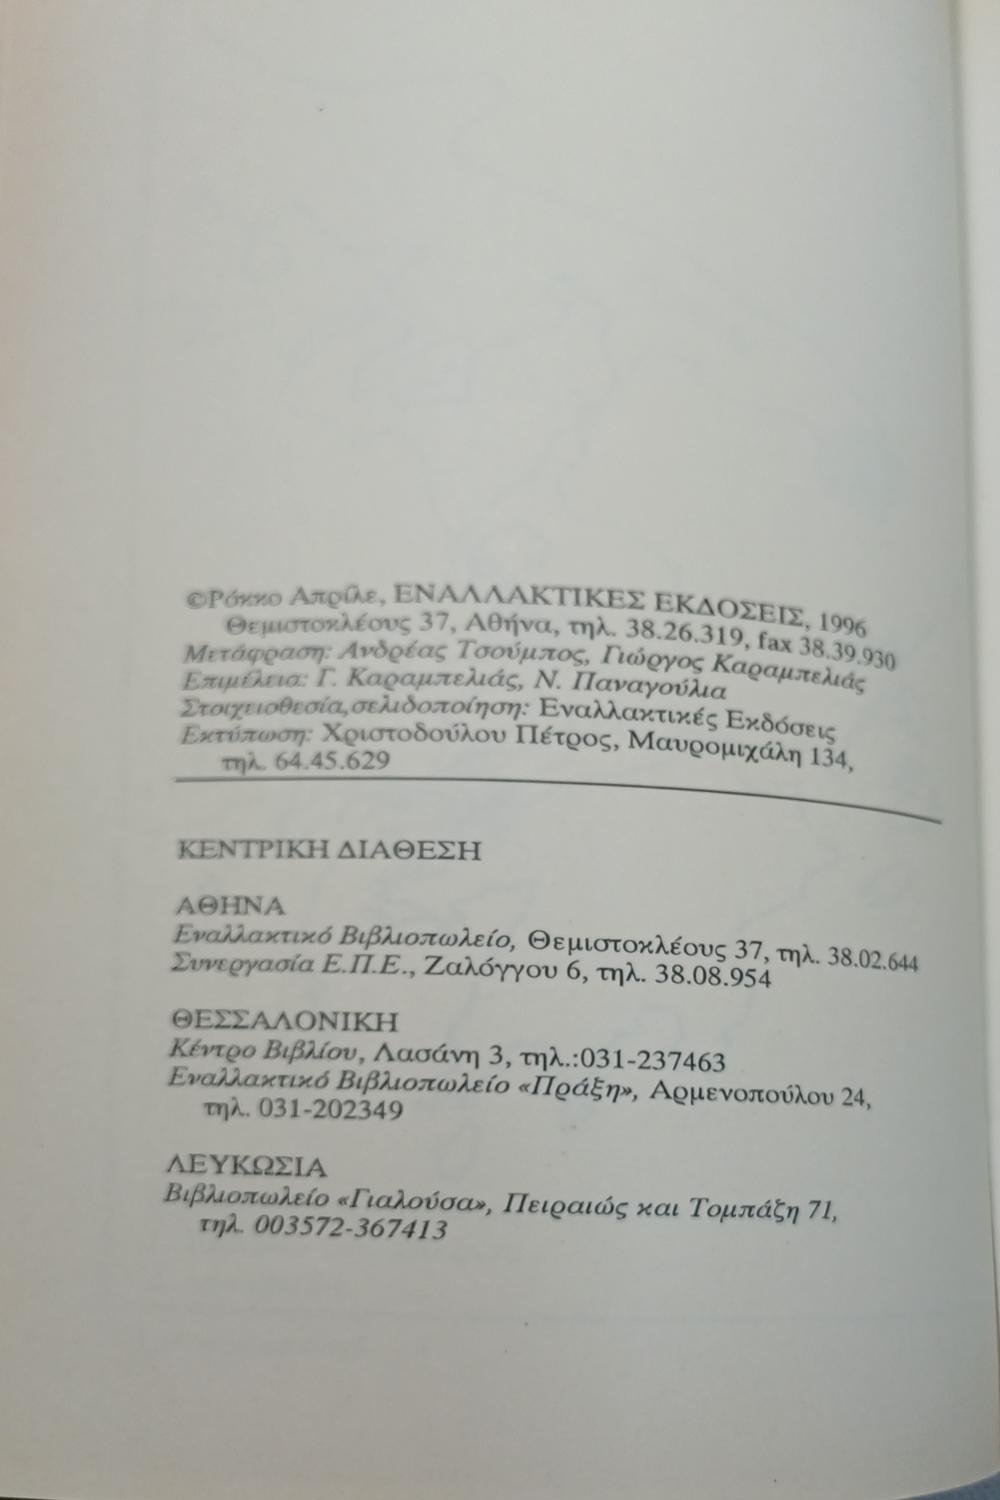 ©Ρόκκο Απρίλε, ΕΝΑΛΛΑΚΤΙΚΕΣ ΕΚΔΟΣΕΙΣ, 1996
Θεμιστοκλέους 37, Αθήνα, τηλ. 38.26.319, fax 38.39.930
Μετάφραση: Ανδρέας Τσούμπος, Γιώργος Καραμπελιάς
Επιμέλεια: Γ. Καραμπελιάς, Ν. Παναγούλια
Στοιχειοθεσία,σελιδοποίηση: Εναλλακτικές Εκδόσεις
Εκτύπωση: Χριστοδούλου Πέτρος, Μαυρομιχάλη 134,
τηλ. 64.45.629
ΚΕΝΤΡΙΚΗ ΔΙΑΘΕΣΗ
ΑΘΗΝΑ
Εναλλακτικό Βιβλιοπωλείο, Θεμιστοκλέους 37, τηλ. 38.02.644
Συνεργασία Ε.Π.Ε., Ζαλόγγου 6, τηλ. 38.08.954
ΘΕΣΣΑΛΟΝΙΚΗ
Κέντρο Βιβλίου, Λασάνη 3, τηλ.:031-237463
Εναλλακτικό Βιβλιοπωλείο «Πράξη», Αρμενοπούλου 24,
τηλ. 031-202349
ΛΕΥΚΩΣΙΑ
Βιβλιοπωλείο «Γιαλούσα», Πειραιώς και Τομπάζη 71,
τηλ. 003572-367413